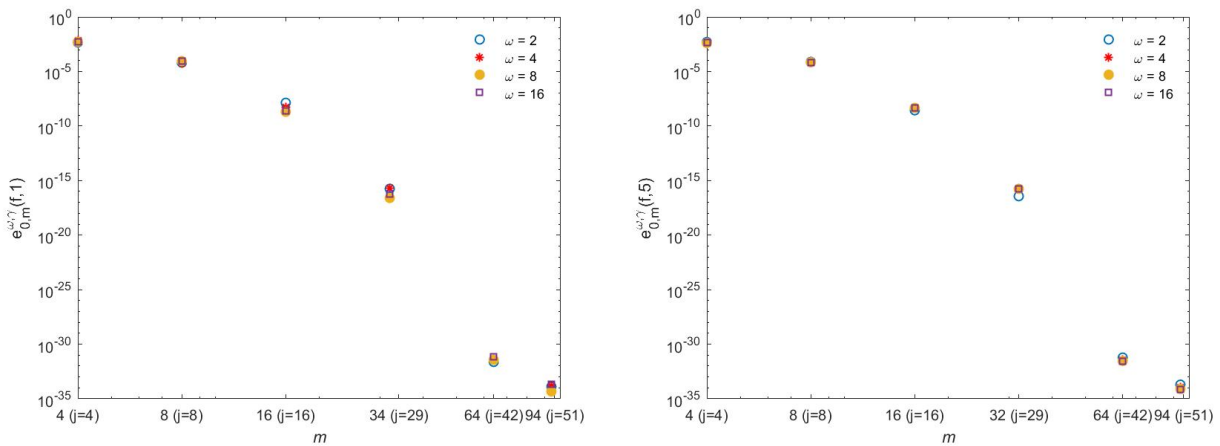 10^0
10^-5
10^-10
10^-15
10^-20
10^-25
10^-30
10^-35
e_{0,m}^{ω,γ}(f,1)
ω = 2
ω = 4
ω = 8
ω = 16
4 (j=4) 8 (j=8) 16 (j=16) 34 (j=29) 64 (j=42) 94 (j=51)
m
10^0
10^-5
10^-10
10^-15
10^-20
10^-25
10^-30
10^-35
e_{0,m}^{ω,γ}(f,5)
ω = 2
ω = 4
ω = 8
ω = 16
4 (j=4) 8 (j=8) 16 (j=16) 32 (j=29) 64 (j=42) 94 (j=51)
m